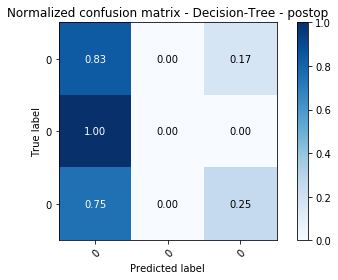 Normalized confusion matrix - Decision-Tree - postop
1.0
0 0.83 0.00 0.17
0.8
0.6
True label
0 1.00 0.00 0.00
0.4
0 0.75 0.00 0.25
0.2
0.0
0 0 0
Predicted label